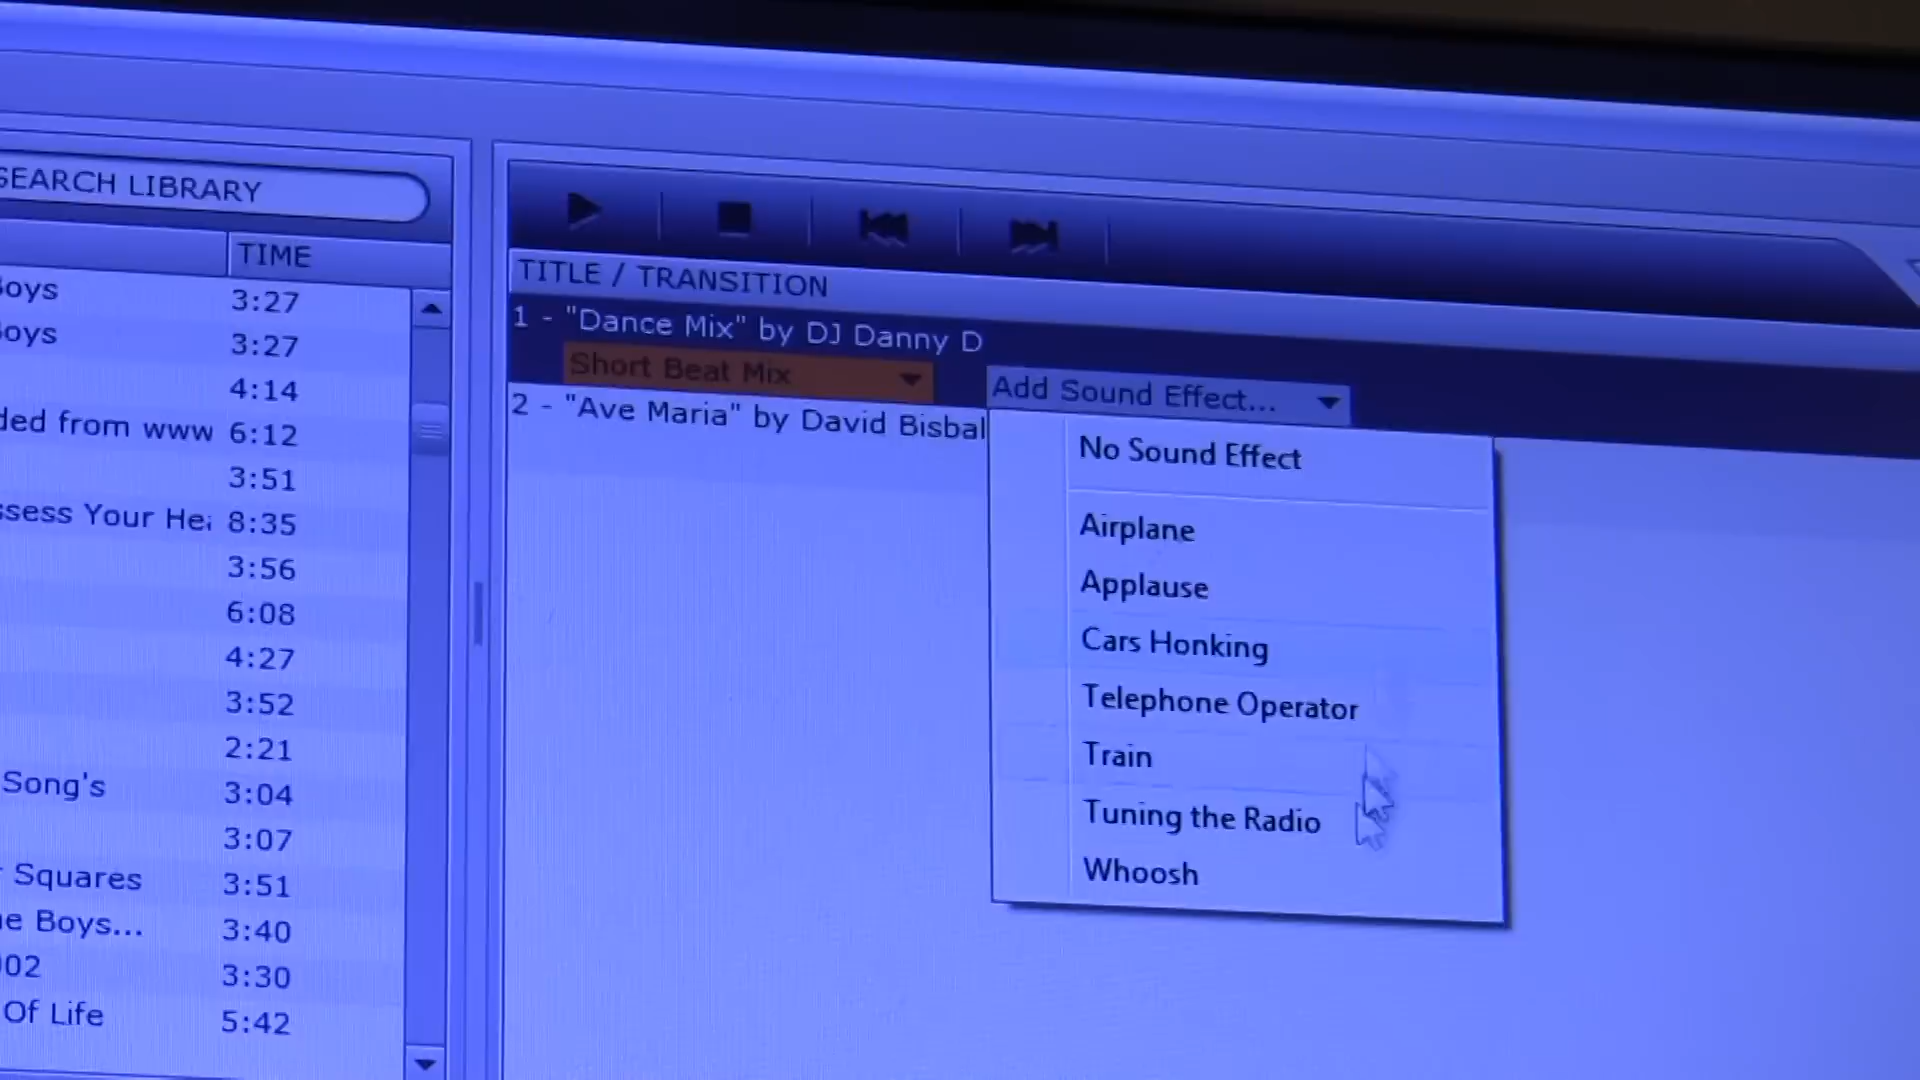 SEARCH LIBRARY
TIME
Boys 3:27
Boys 3:27
4:14
ded from www 6:12
3:51
ssess Your Hea 8:35
3:56
6:08
4:27
3:52
2:21
Song's 3:04
3:07
Squares 3:51
e Boys... 3:40
002 3:30
Of Life 5:42
TITLE / TRANSITION
1 - "Dance Mix" by DJ Danny D
Short Beat Mix
Add Sound Effect...
2 - "Ave Maria" by David Bisbal
No Sound Effect
Airplane
Applause
Cars Honking
Telephone Operator
Train
Tuning the Radio
Whoosh